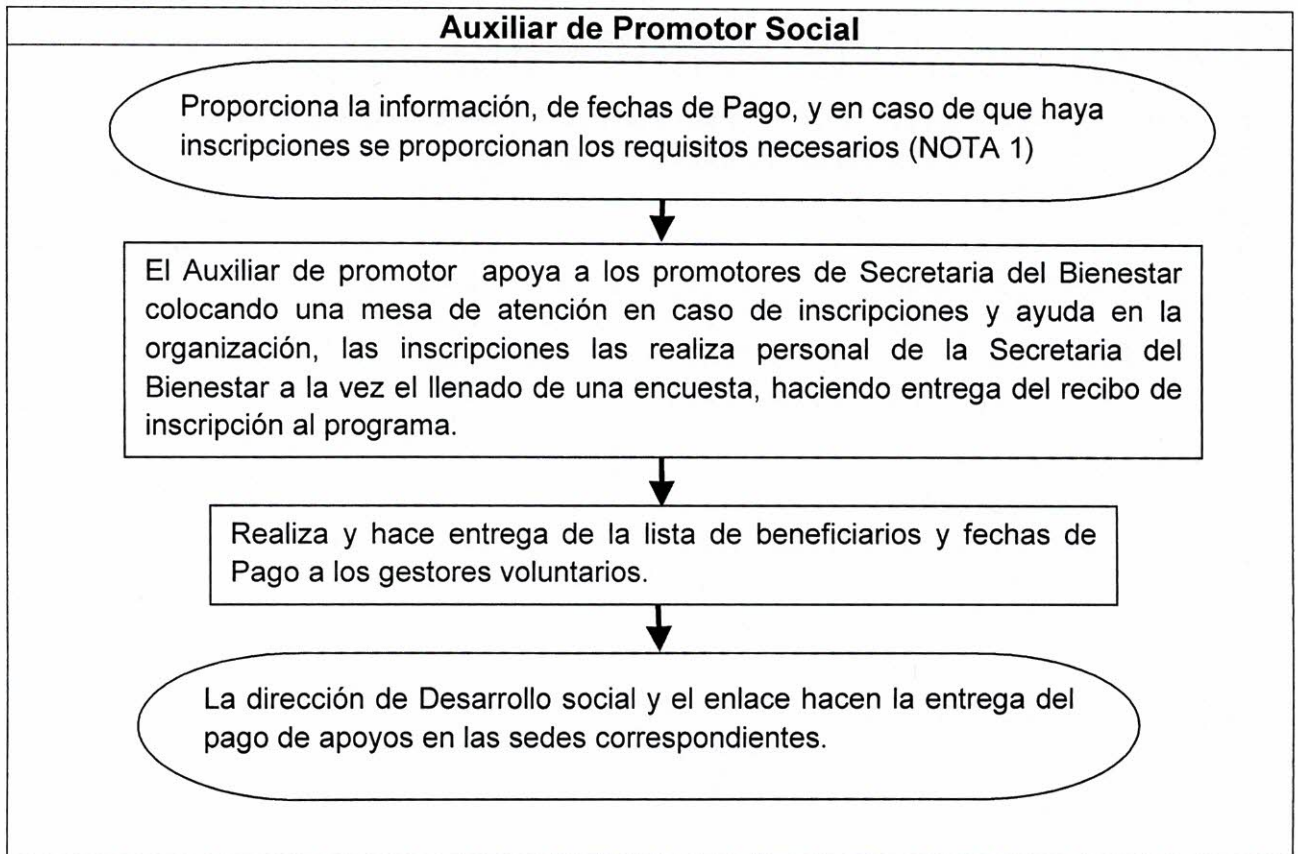 Auxiliar de Promotor Social
Proporciona la información, de fechas de Pago, y en caso de que haya
inscripciones se proporcionan los requisitos necesarios (NOTA 1)
El Auxiliar de promotor apoya a los promotores de Secretaria del Bienestar
colocando una mesa de atención en caso de inscripciones y ayuda en la
organización, las inscripciones las realiza personal de la Secretaria del
Bienestar a la vez el llenado de una encuesta, haciendo entrega del recibo de
inscripción al programa.
Realiza y hace entrega de la lista de beneficiarios y fechas de
Pago a los gestores voluntarios.
La dirección de Desarrollo social y el enlace hacen la entrega del
pago de apoyos en las sedes correspondientes.